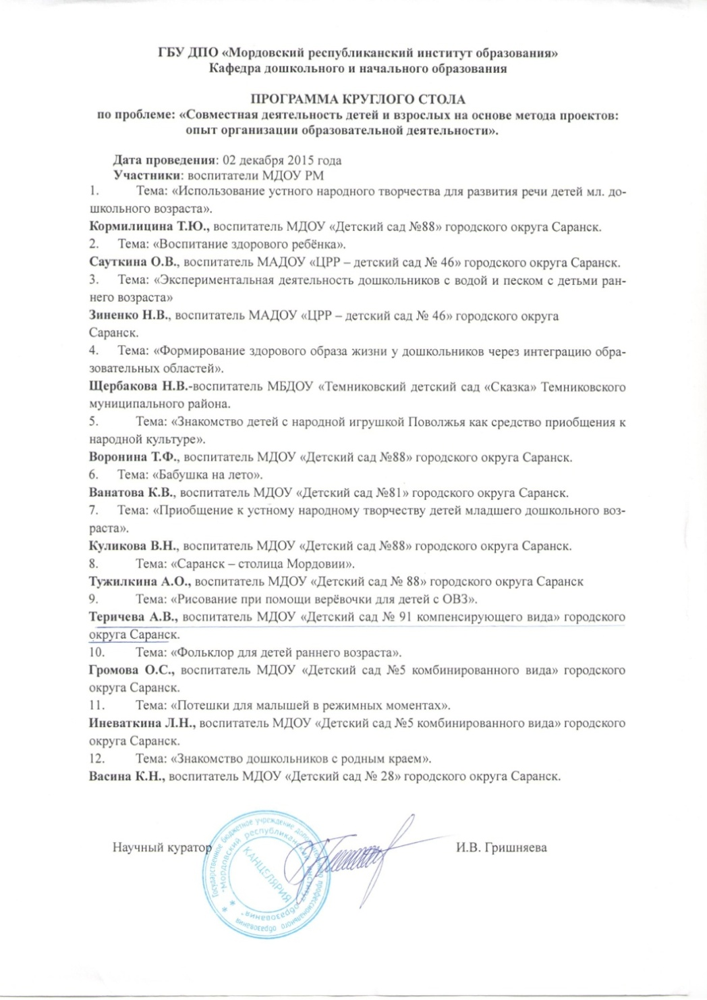 ГБУ ДПО «Мордовский республиканский институт образования»
Кафедра дошкольного и начального образования
ПРОГРАММА КРУГЛОГО СТОЛА
по проблеме: «Совместная деятельность детей и взрослых на основе метода проектов:
опыт организации образовательной деятельности».
Дата проведения: 02 декабря 2015 года
Участники: воспитатели МДОУ РМ
1. Тема: «Использование устного народного творчества для развития речи детей мл. до-
школьного возраста».
Кормилицина Т.Ю., воспитатель МДОУ «Детский сад №88» городского округа Саранск.
2. Тема: «Воспитание здорового ребёнка».
Сауткина О.В., воспитатель МАДОУ «ЦРР – детский сад № 46» городского округа Саранск.
3. Тема: «Экспериментальная деятельность дошкольников с водой и песком с детьми ран-
него возраста»
Зиненко Н.В., воспитатель МАДОУ «ЦРР – детский сад № 46» городского округа
Саранск.
4. Тема: «Формирование здорового образа жизни у дошкольников через интеграцию обра-
зовательных областей».
Щербакова Н.В.-воспитатель МБДОУ «Темниковский детский сад «Сказка» Темниковского
муниципального района.
5. Тема: «Знакомство детей с народной игрушкой Поволжья как средство приобщения к
народной культуре».
Воронина Т.Ф., воспитатель МДОУ «Детский сад №88» городского округа Саранск.
6. Тема: «Бабушка на лето».
Ванатова К.В., воспитатель МДОУ «Детский сад №81» городского округа Саранск.
7. Тема: «Приобщение к устному народному творчеству детей младшего дошкольного воз-
раста».
Куликова В.Н., воспитатель МДОУ «Детский сад №88» городского округа Саранск.
8. Тема: «Саранск – столица Мордовии».
Тужилкина А.О., воспитатель МДОУ «Детский сад № 88» городского округа Саранск
9. Тема: «Рисование при помощи верёвочки для детей с ОВЗ».
Теричева А.В., воспитатель МДОУ «Детский сад № 91 компенсирующего вида» городского
округа Саранск.
10. Тема: «Фольклор для детей раннего возраста».
Громова О.С., воспитатель МДОУ «Детский сад №5 комбинированного вида» городского
округа Саранск.
11. Тема: «Потешки для малышей в режимных моментах».
Иневаткина Л.Н., воспитатель МДОУ «Детский сад №5 комбинированного вида» городского
округа Саранск.
12. Тема: «Знакомство дошкольников с родным краем».
Васина К.Н., воспитатель МДОУ «Детский сад № 28» городского округа Саранск.
Научный куратор И.В. Гришняева
Государственное бюджетное учреждение дополнительного профессионального образования
"Мордовский республиканский институт образования"
КАНЦЕЛЯРИЯ